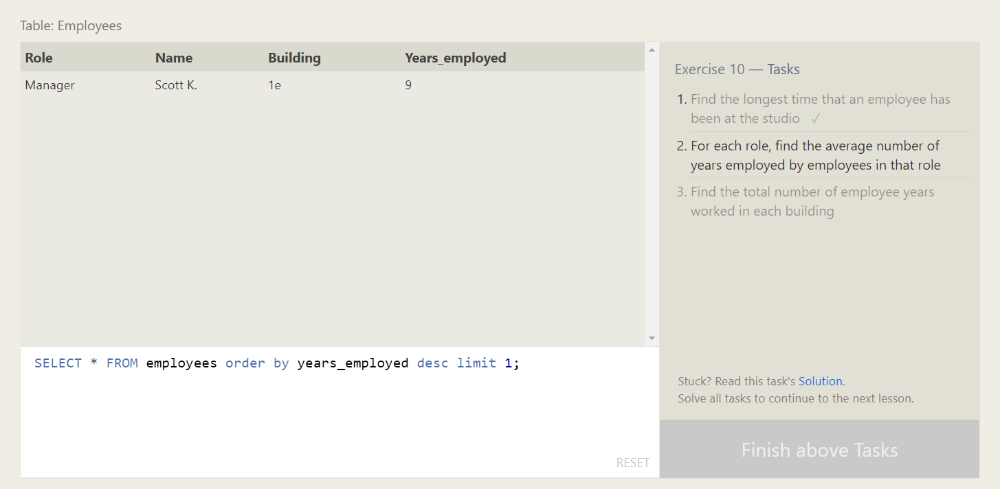 Table: Employees
Role Name Building Years_employed
Manager Scott K. 1e 9
SELECT * FROM employees order by years_employed desc limit 1;
RESET
Exercise 10 — Tasks
1. Find the longest time that an employee has
been at the studio ✓
2. For each role, find the average number of
years employed by employees in that role
3. Find the total number of employee years
worked in each building
Stuck? Read this task's Solution.
Solve all tasks to continue to the next lesson.
Finish above Tasks